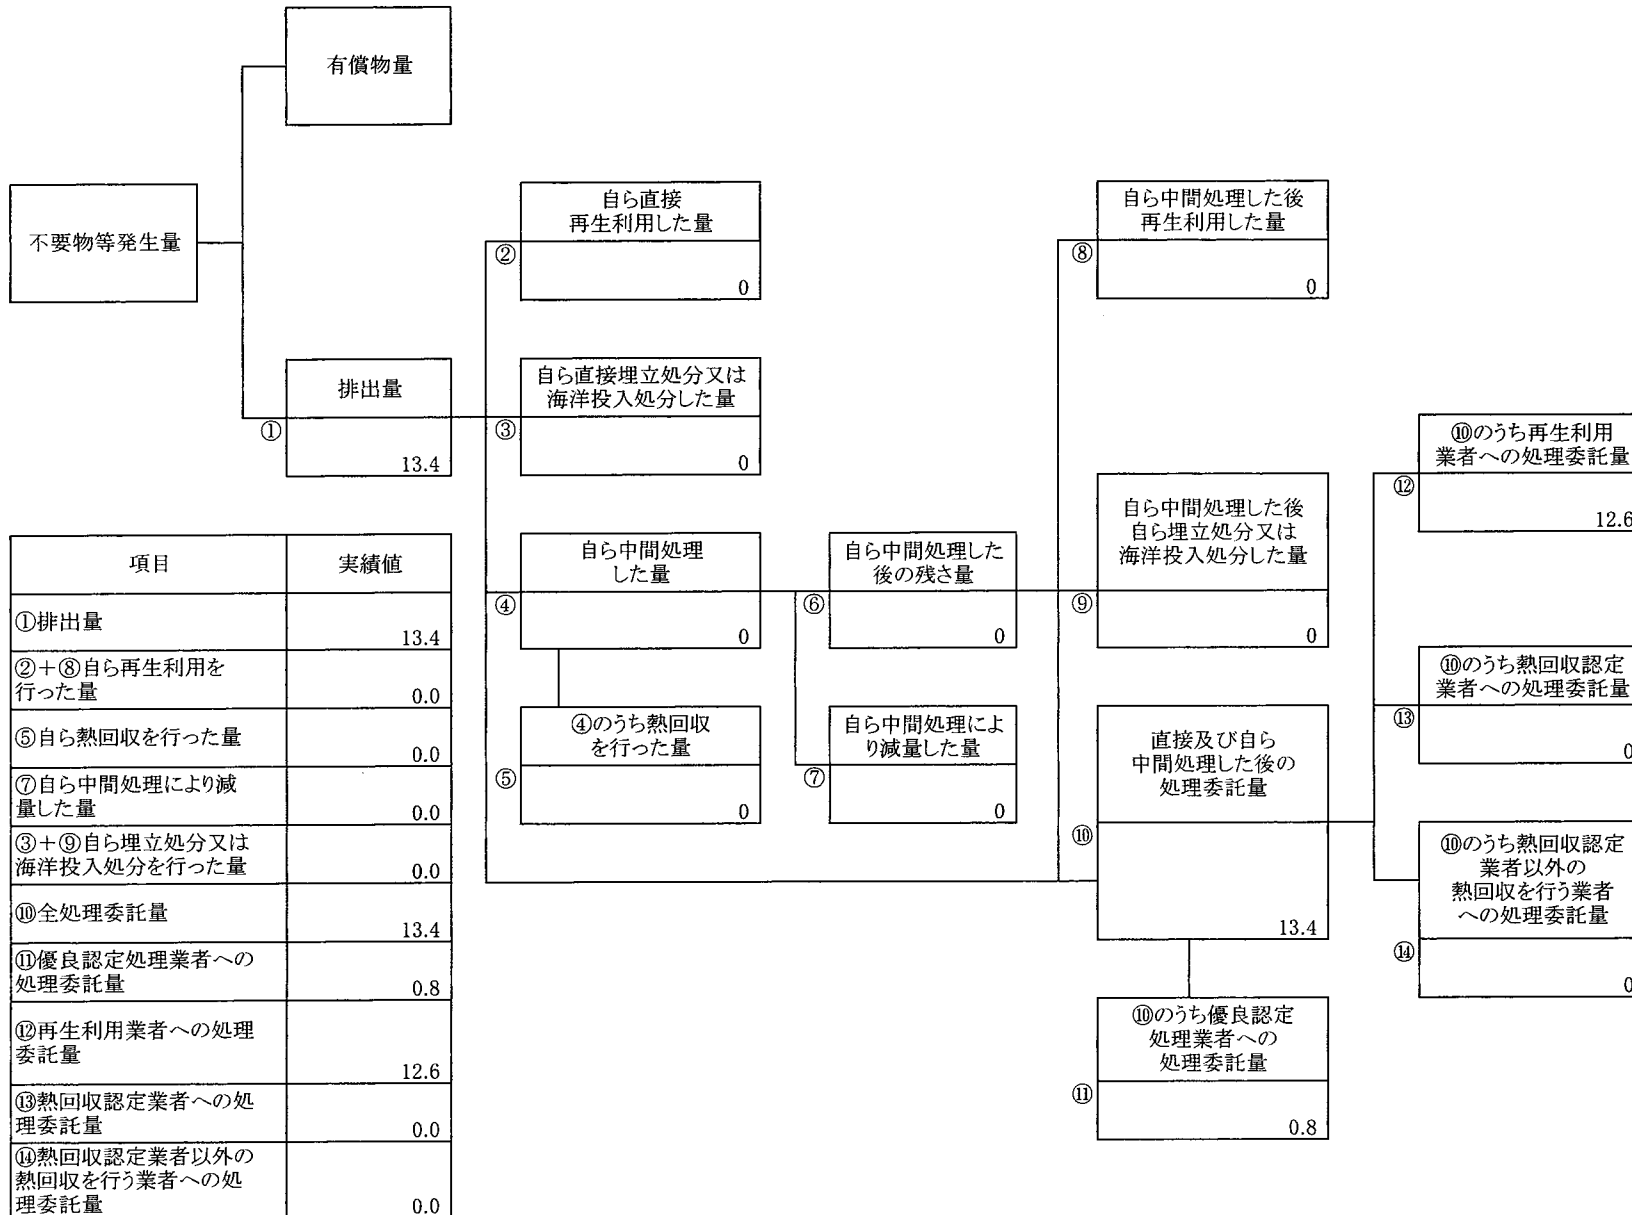 有償物量
不要物等発生量
排出量
①
13.4
自ら直接
再生利用した量
②
0
自ら直接埋立処分又は
海洋投入処分した量
③
0
自ら中間処理
した量
④
0
④のうち熱回収
を行った量
⑤
0
自ら中間処理した
後の残さ量
⑥
0
自ら中間処理によ
り減量した量
⑦
0
自ら中間処理した後
再生利用した量
⑧
0
自ら中間処理した後
自ら埋立処分又は
海洋投入処分した量
⑨
0
直接及び自ら
中間処理した後の
処理委託量
⑩
13.4
⑩のうち優良認定
処理業者への
処理委託量
⑪
0.8
⑩のうち再生利用
業者への処理委託量
⑫
12.6
⑩のうち熱回収認定
業者への処理委託量
⑬
0
⑩のうち熱回収認定
業者以外の
熱回収を行う業者
への処理委託量
⑭
0
項目 実績値
①排出量
13.4
②+⑧自ら再生利用を
行った量
0.0
⑤自ら熱回収を行った量
0.0
⑦自ら中間処理により減
量した量
0.0
③+⑨自ら埋立処分又は
海洋投入処分を行った量
0.0
⑩全処理委託量
13.4
⑪優良認定処理業者への
処理委託量
0.8
⑫再生利用業者への処理
委託量
12.6
⑬熱回収認定業者への処
理委託量
0.0
⑭熱回収認定業者以外の
熱回収を行う業者への処
理委託量
0.0